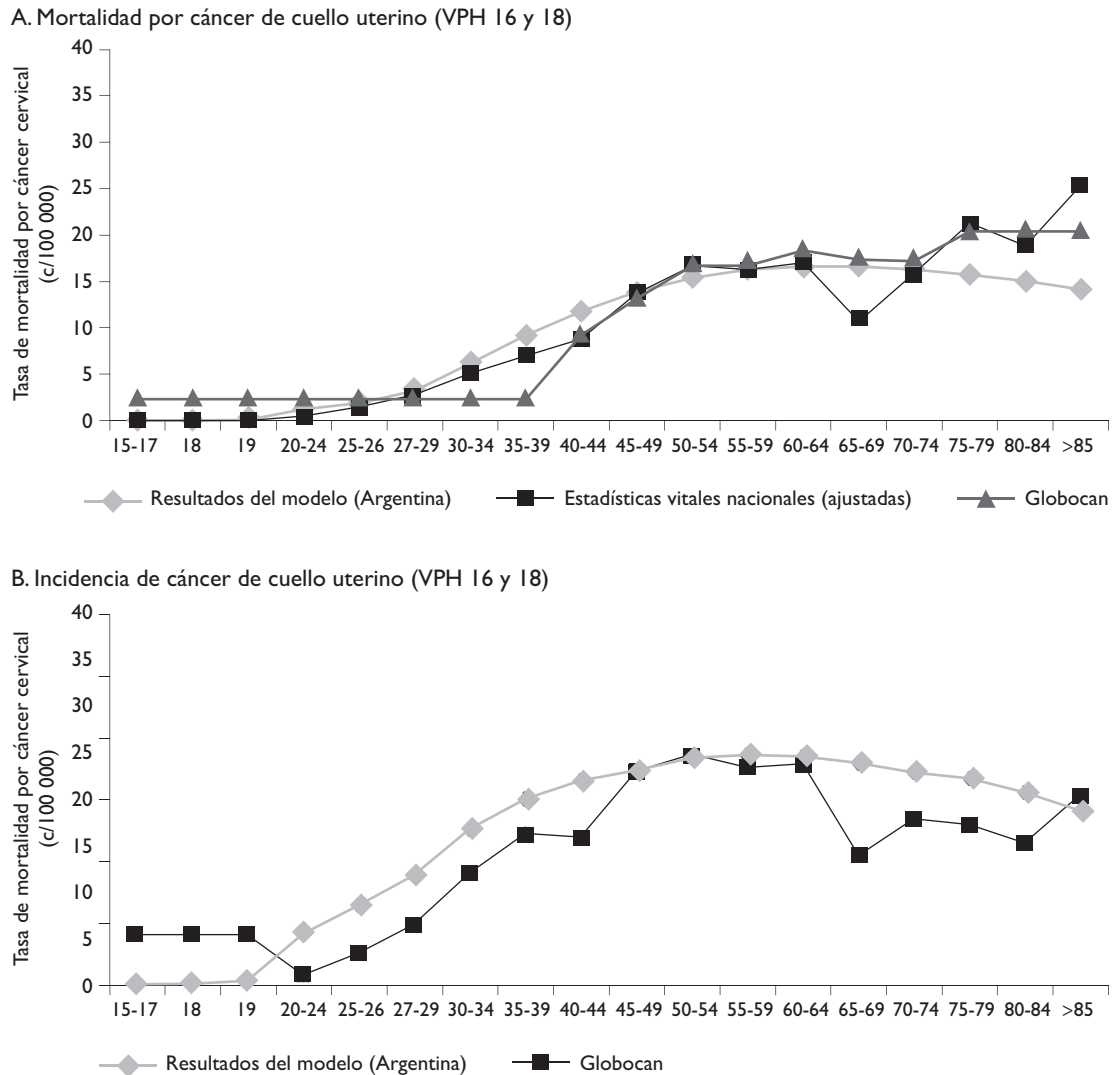 A. Mortalidad por cáncer de cuello uterino (VPH 16 y 18)
Tasa de mortalidad por cáncer cervical
(c/100 000)
40
35
30
25
20
15
10
5
0
15-17 18 19 20-24 25-26 27-29 30-34 35-39 40-44 45-49 50-54 55-59 60-64 65-69 70-74 75-79 80-84 >85
Resultados del modelo (Argentina) Estadísticas vitales nacionales (ajustadas) Globocan
B. Incidencia de cáncer de cuello uterino (VPH 16 y 18)
Tasa de mortalidad por cáncer cervical
(c/100 000)
40
35
30
25
20
15
10
5
0
15-17 18 19 20-24 25-26 27-29 30-34 35-39 40-44 45-49 50-54 55-59 60-64 65-69 70-74 75-79 80-84 >85
Resultados del modelo (Argentina) Globocan